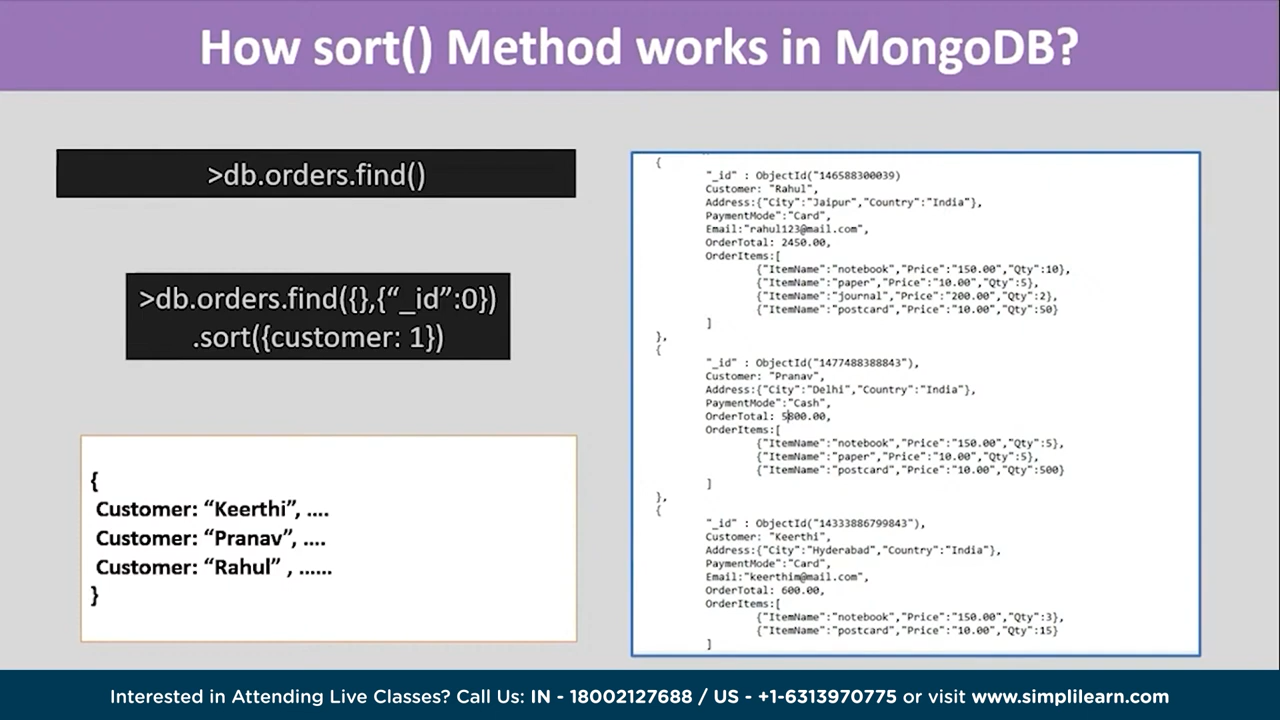 How sort() Method works in MongoDB?
>db.orders.find()
>db.orders.find({},{“_id”:0})
.sort({customer: 1})
{
Customer: “Keerthi”, ....
Customer: “Pranav”, ....
Customer: “Rahul” , ......
}
{
"_id" : ObjectId("146588300039)
Customer: "Rahul",
Address:{"City":"Jaipur","Country":"India"},
PaymentMode":"Card",
Email:"rahul123@mail.com",
OrderTotal: 2450.00,
OrderItems:[
{"ItemName":"notebook","Price":"150.00","Qty":10},
{"ItemName":"paper","Price":"10.00","Qty":5},
{"ItemName":"journal","Price":"200.00","Qty":2},
{"ItemName":"postcard","Price":"10.00","Qty":50}
]
},
{
"_id" : ObjectId("1477488388843"),
Customer: "Pranav",
Address:{"City":"Delhi","Country":"India"},
PaymentMode":"Cash",
OrderTotal: 5800.00,
OrderItems:[
{"ItemName":"notebook","Price":"150.00","Qty":5},
{"ItemName":"paper","Price":"10.00","Qty":5},
{"ItemName":"postcard","Price":"10.00","Qty":500}
]
},
{
"_id" : ObjectId("14333886799843"),
Customer: "Keerthi",
Address:{"City":"Hyderabad","Country":"India"},
PaymentMode":"Card",
Email:"keerthim@mail.com",
OrderTotal: 600.00,
OrderItems:[
{"ItemName":"notebook","Price":"150.00","Qty":3},
{"ItemName":"postcard","Price":"10.00","Qty":15}
]
Interested in Attending Live Classes? Call Us: IN - 18002127688 / US - +1-6313970775 or visit www.simplilearn.com